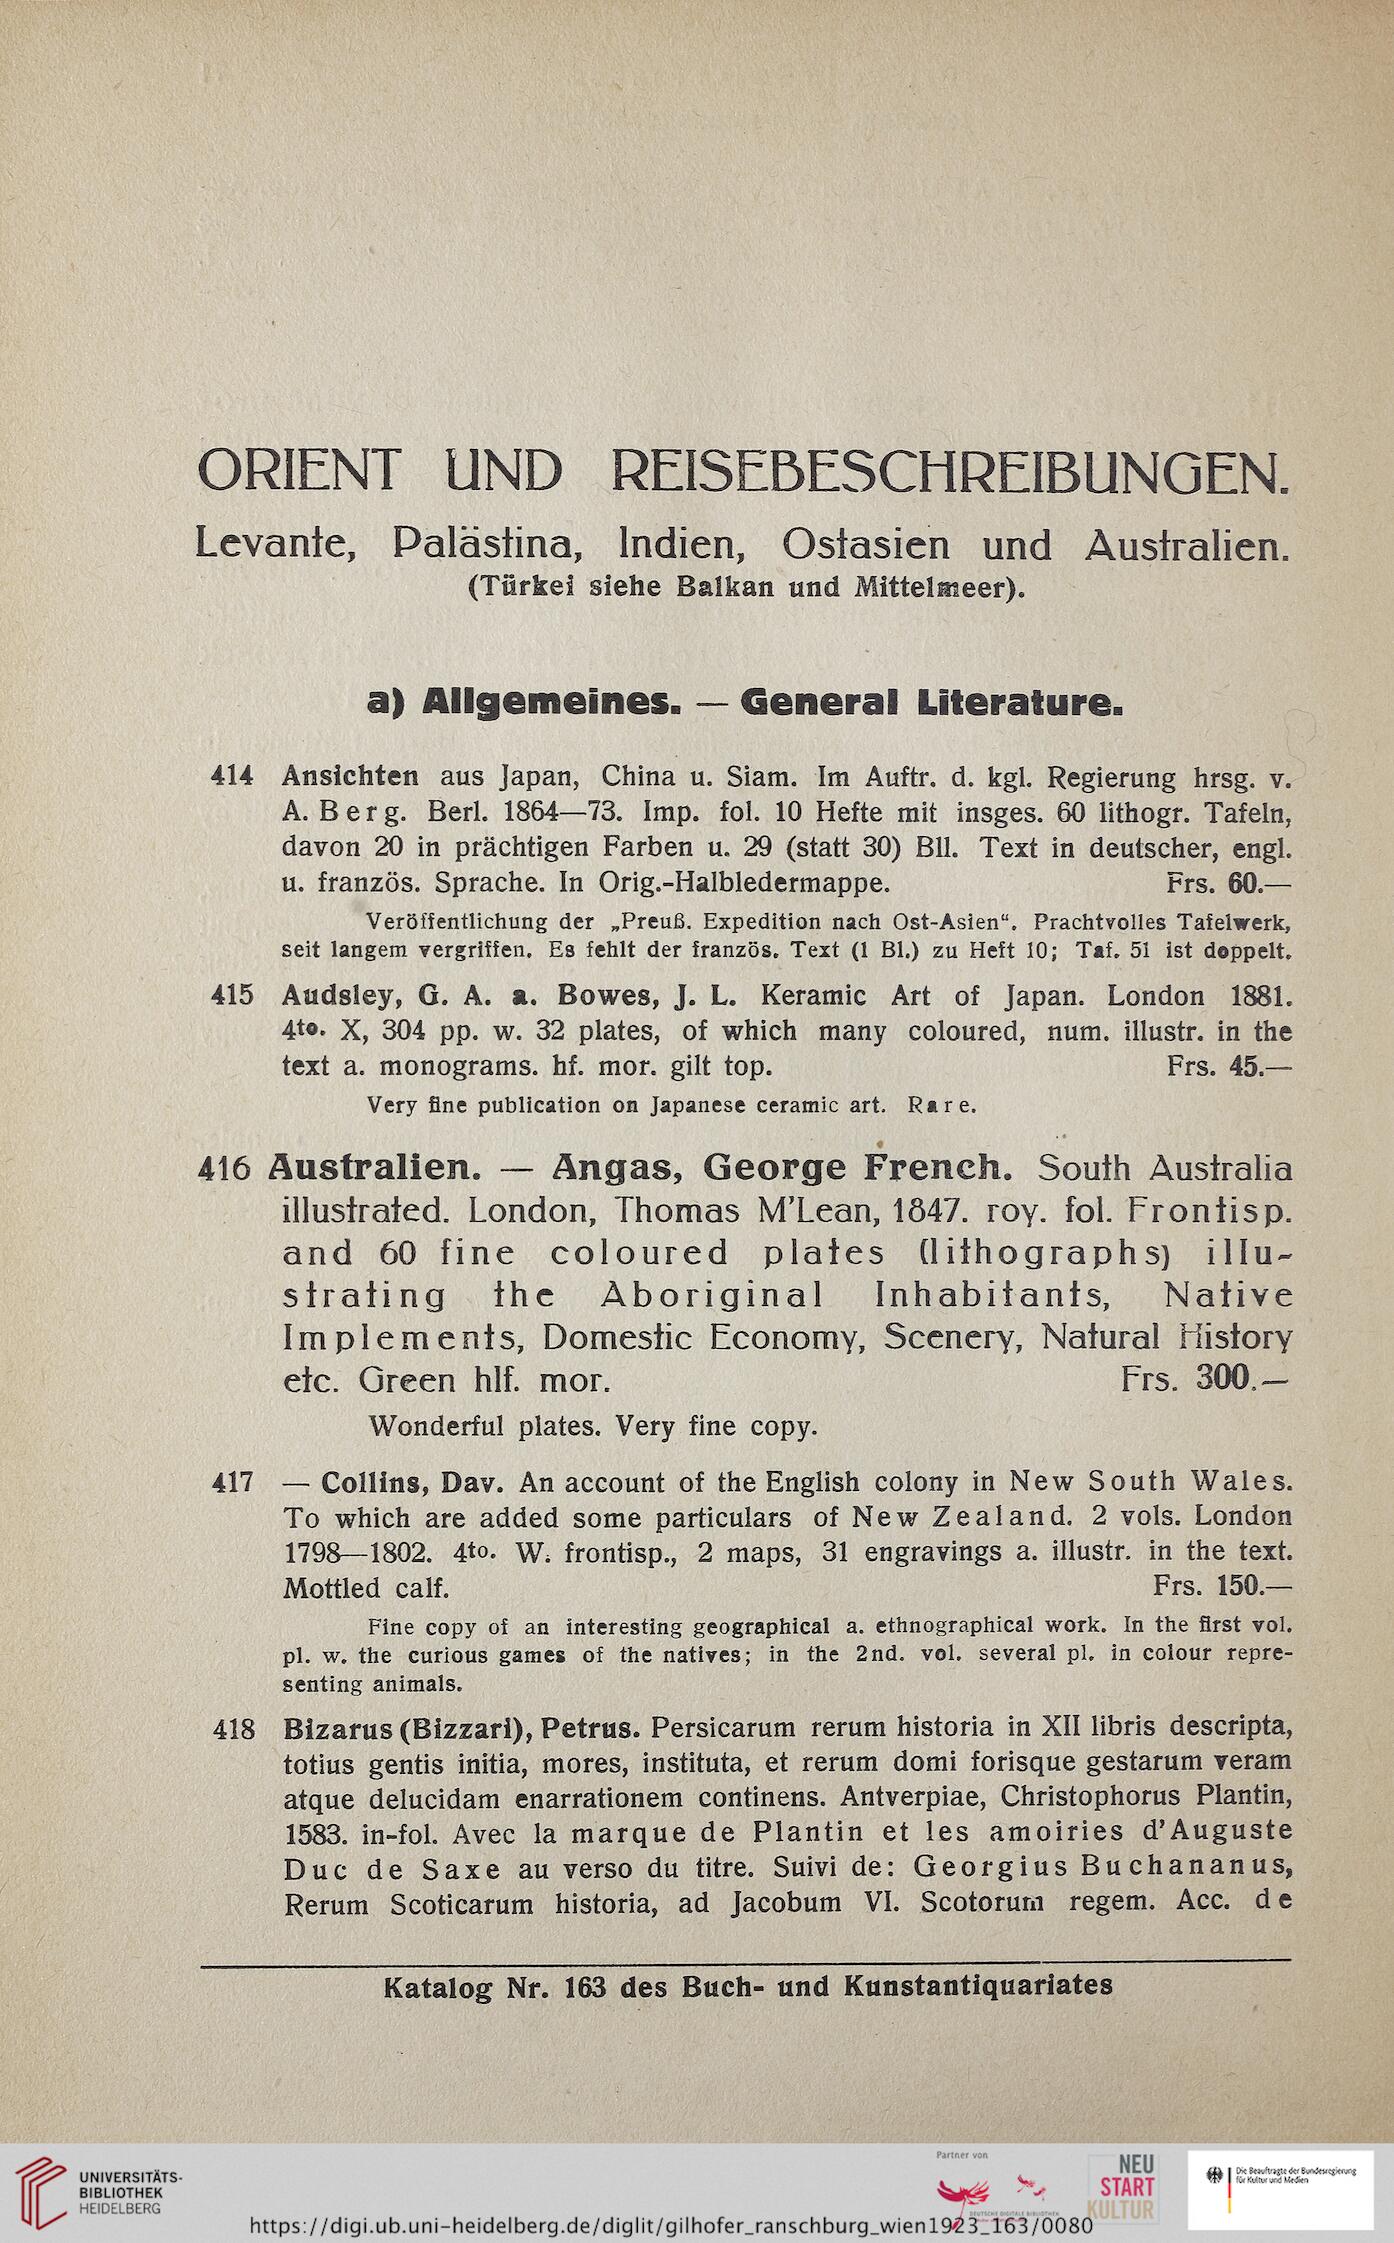 ORIENT UND REISEBESCHREIBUNGEN.
Levante, Palästina, Indien, Ostasien und Australien.
(Türkei siehe Balkan und Mittelmeer).
a) Allgemeines. — General Literature.
414 Ansichten aus Japan, China u. Siam. Im Auftr. d. kgl. Regierung hrsg. v.
A. Berg. Berl. 1864—73. Imp. fol. 10 Hefte mit insges. 60 lithogr. Tafeln,
davon 20 in prächtigen Farben u. 29 (statt 30) Bll. Text in deutscher, engl.
u. französ. Sprache. In Orig.-Halbledermappe. Frs. 60.—
Veröffentlichung der „Preuß. Expedition nach Ost-Asien“. Prachtvolles Tafelwerk,
seit langem vergriffen. Es fehlt der französ. Text (1 Bl.) zu Heft 10; Taf. 51 ist doppelt.
415 Audsley, G. A. a. Bowes, J. L. Keramic Art of Japan. London 1881.
4to. X, 304 pp. w. 32 plates, of which many coloured, num. illustr. in the
text a. monograms. hf. mor. gilt top. Frs. 45.—
Very fine publication on Japanese ceramic art. Rare.
416 Australien. — Angas, George French. South Australia
illustrated. London, Thomas M'Lean, 1847. roy. fol. Frontisp.
and 60 fine coloured plates (lithographs) illu-
strating the Aboriginal Inhabitants, Native
Implements, Domestic Economy, Scenery, Natural History
etc. Green hlf. mor. Frs. 300.—
Wonderful plates. Very fine copy.
417 — Collins, Dav. An account of the English colony in New South Wales.
To which are added some particulars of New Zealand. 2 vols. London
1798—1802. 4to. W. frontisp., 2 maps, 31 engravings a. illustr. in the text.
Mottled calf. Frs. 150.—
Fine copy of an interesting geographical a. ethnographical work. In the first vol.
pl. w. the curious games of the natives; in the 2nd. vol. several pl. in colour repre-
senting animals.
418 Bizarus (Bizzari), Petrus. Persicarum rerum historia in XII libris descripta,
totius gentis initia, mores, instituta, et rerum domi forisque gestarum veram
atque delucidam enarrationem continens. Antverpiae, Christophorus Plantin,
1583. in-fol. Avec la marque de Plantin et les amoiries d'Auguste
Duc de Saxe au verso du titre. Suivi de: Georgius Buchananus,
Rerum Scoticarum historia, ad Jacobum VI. Scotorum regem. Acc. de
Katalog Nr. 163 des Buch- und Kunstantiquariates
UNIVERSITÄTS-
BIBLIOTHEK
HEIDELBERG
https://digi.ub.uni-heidelberg.de/diglit/gilhofer_ranschburg_wien1923_163/0080
Partner von
DEUTSCHE DIGITALE BIBLIOTHEK
NEU
START
KULTUR
Die Beauftragte der Bundesregierung
für Kultur und Medien